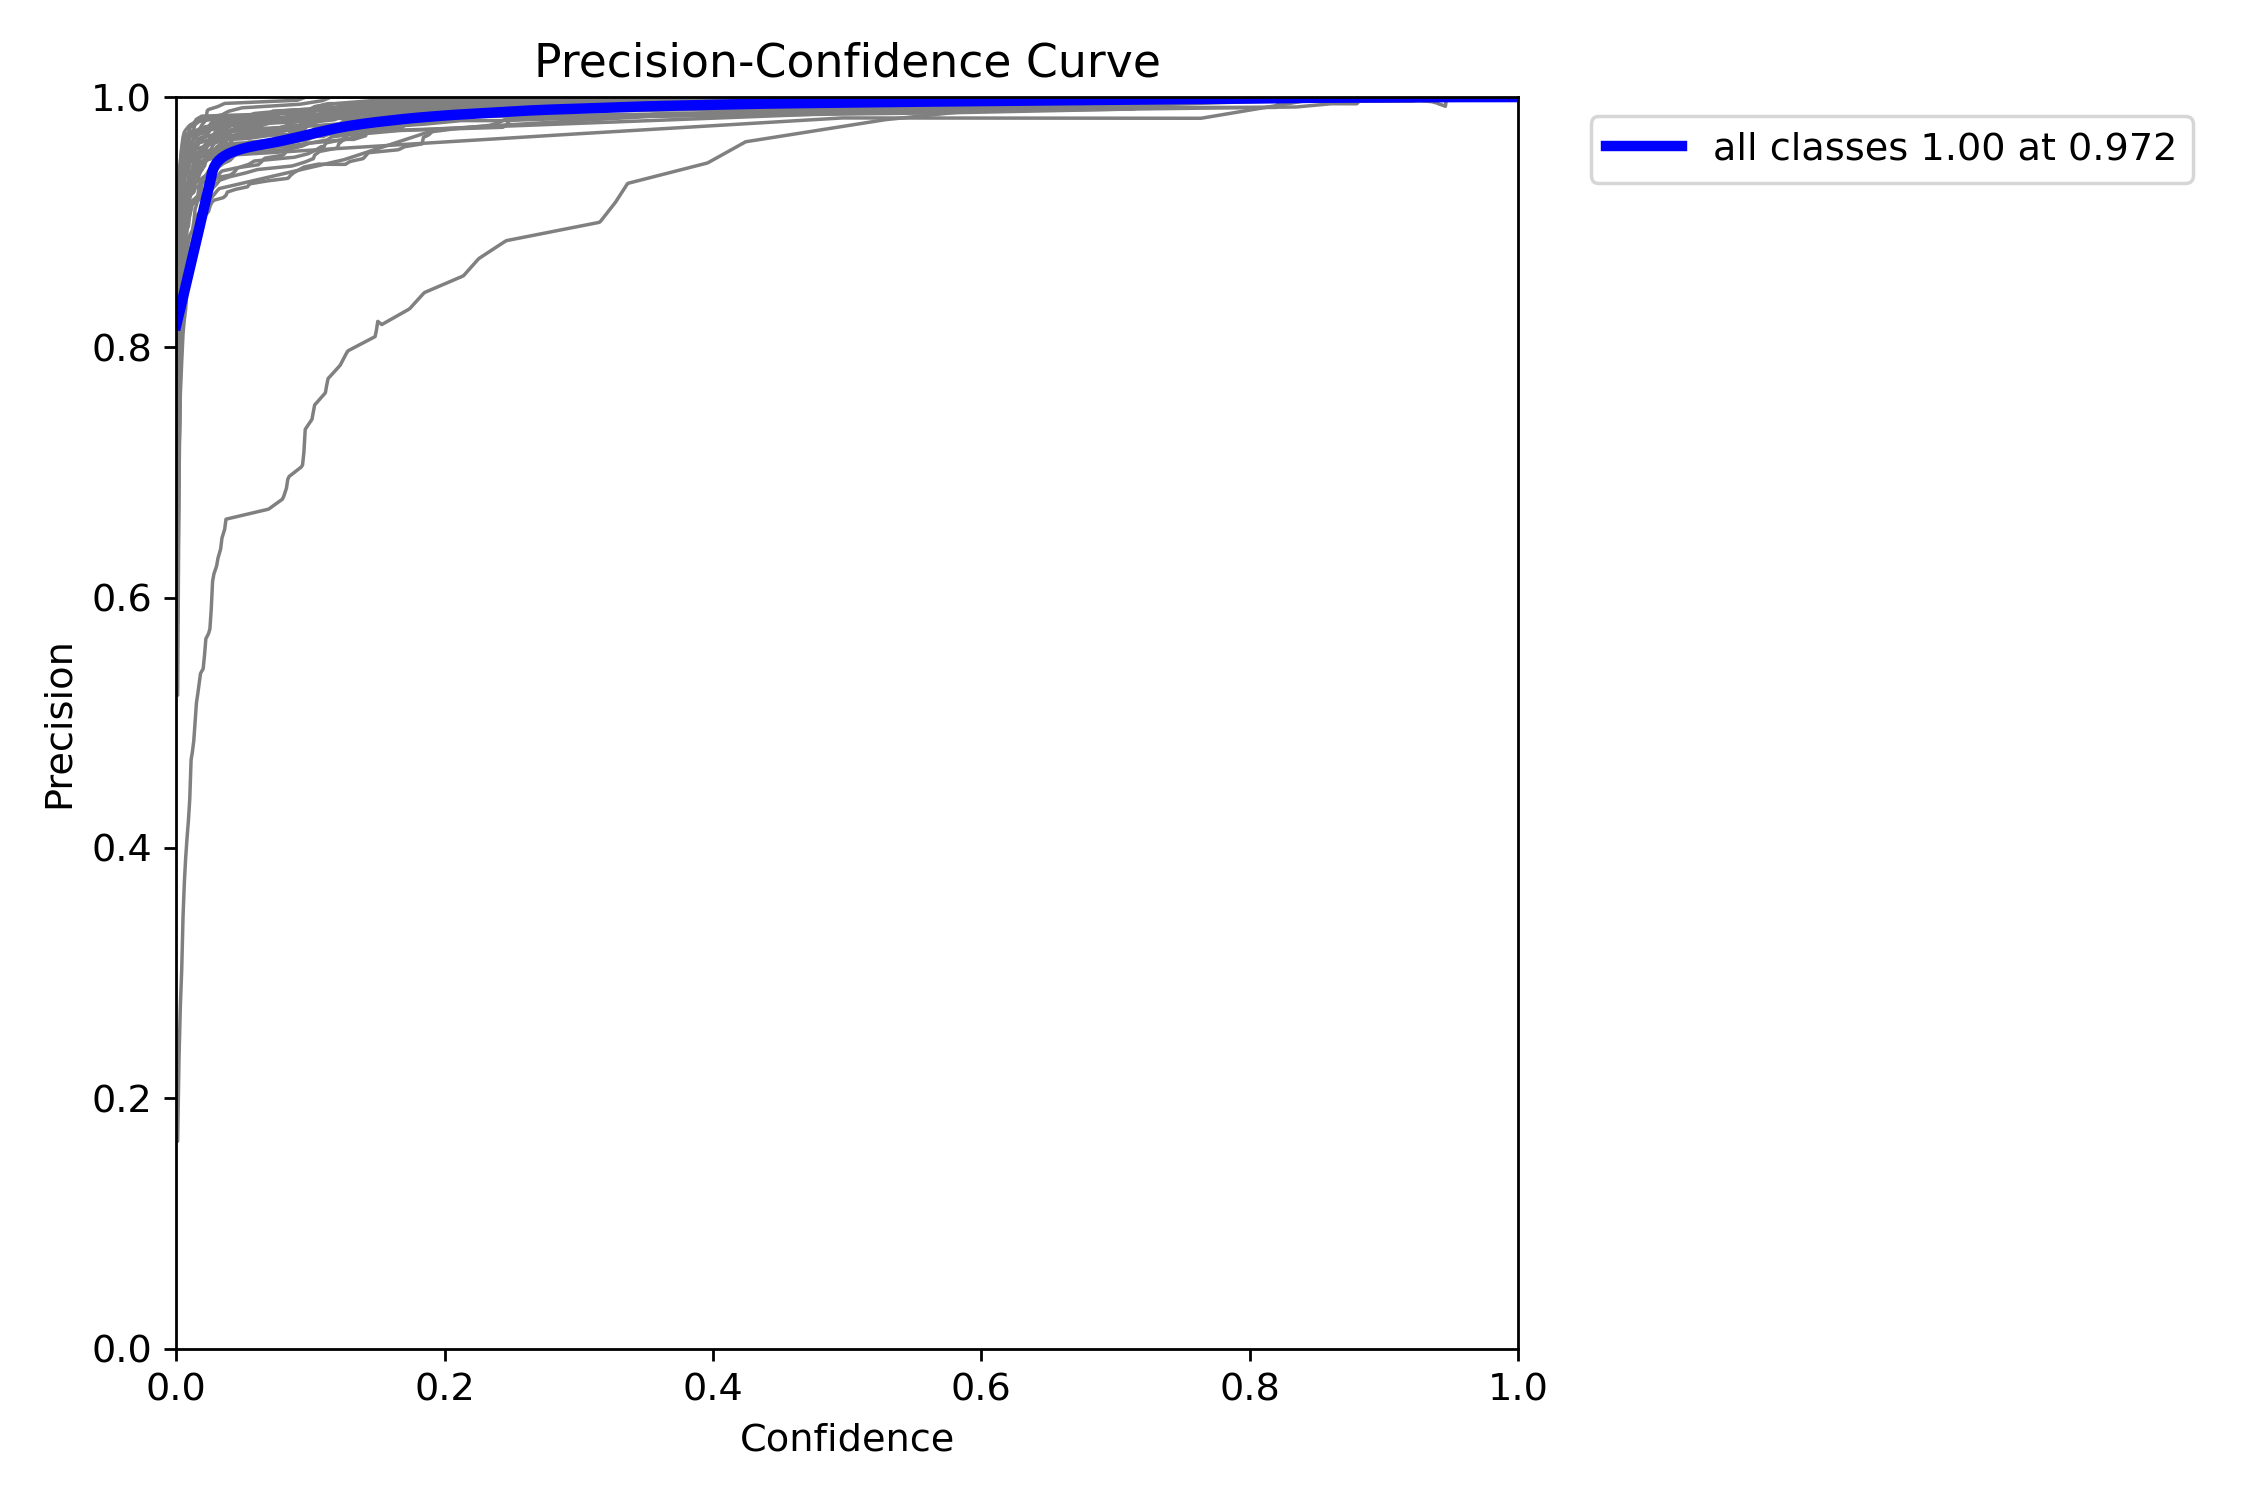 Precision-Confidence Curve
all classes 1.00 at 0.972
Precision
1.0
0.8
0.6
0.4
0.2
0.0
0.0 0.2 0.4 0.6 0.8 1.0
Confidence